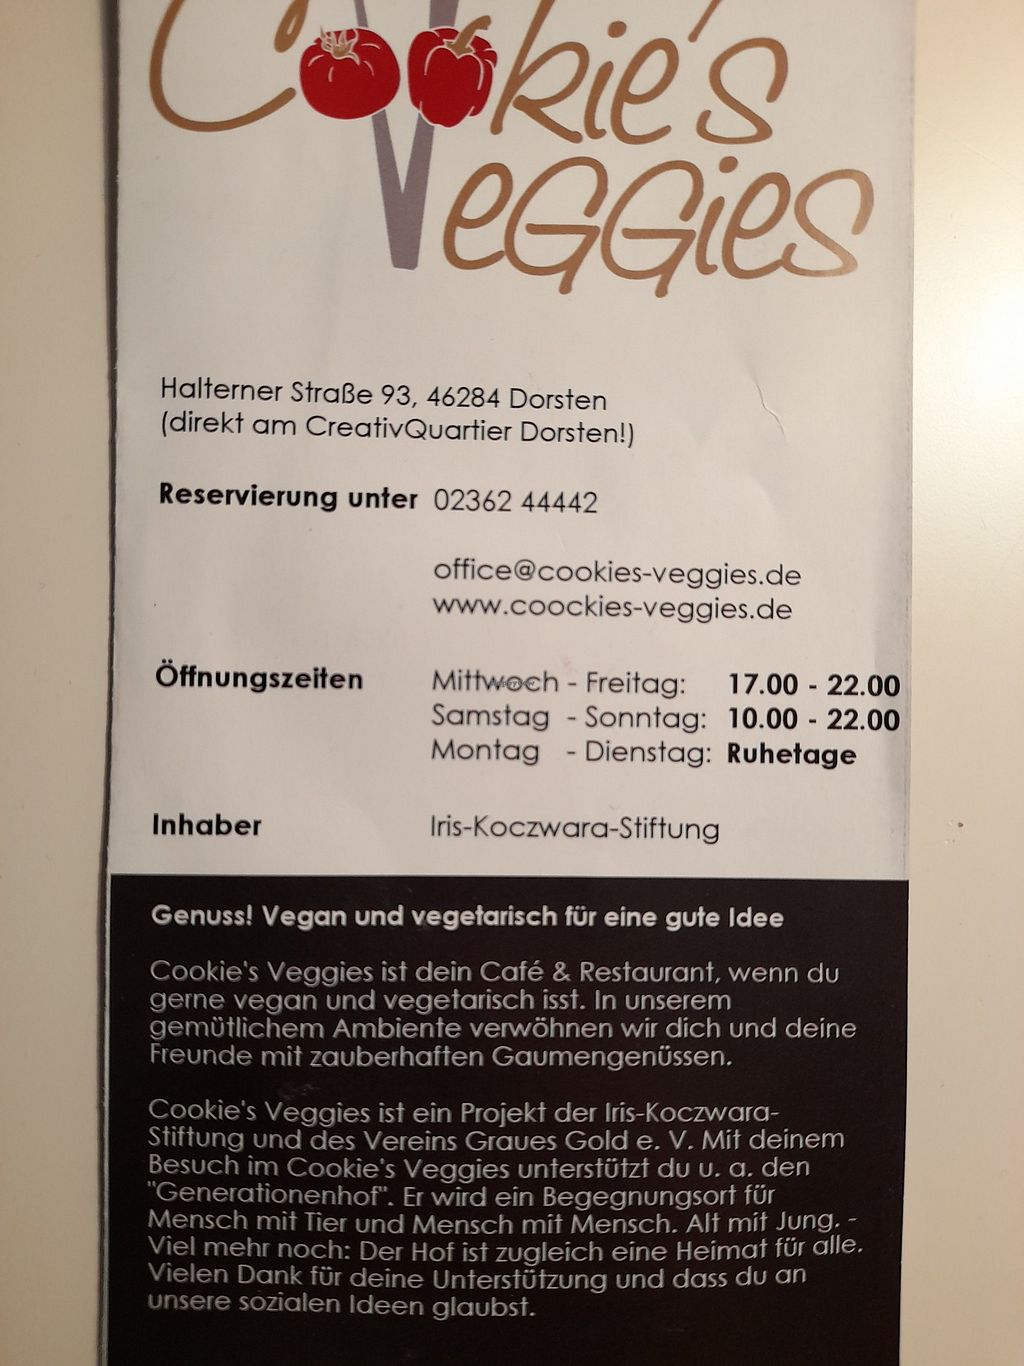 Cookie's
Veggies
Halterner Straße 93, 46284 Dorsten
(direkt am CreativQuartier Dorsten!)
Reservierung unter 02362 44442
office@cookies-veggies.de
www.coockies-veggies.de
Öffnungszeiten Mittwoch - Freitag: 17.00 - 22.00
Samstag - Sonntag: 10.00 - 22.00
Montag - Dienstag: Ruhetage
Inhaber Iris-Koczwara-Stiftung
Genuss! Vegan und vegetarisch für eine gute Idee
Cookie's Veggies ist dein Café & Restaurant, wenn du
gerne vegan und vegetarisch isst. In unserem
gemütlichem Ambiente verwöhnen wir dich und deine
Freunde mit zauberhaften Gaumengenüssen.
Cookie's Veggies ist ein Projekt der Iris-Koczwara-
Stiftung und des Vereins Graues Gold e. V. Mit deinem
Besuch im Cookie's Veggies unterstützt du u. a. den
"Generationenhof". Er wird ein Begegnungsort für
Mensch mit Tier und Mensch mit Mensch. Alt mit Jung. -
Viel mehr noch: Der Hof ist zugleich eine Heimat für alle.
Vielen Dank für deine Unterstützung und dass du an
unsere sozialen Ideen glaubst.